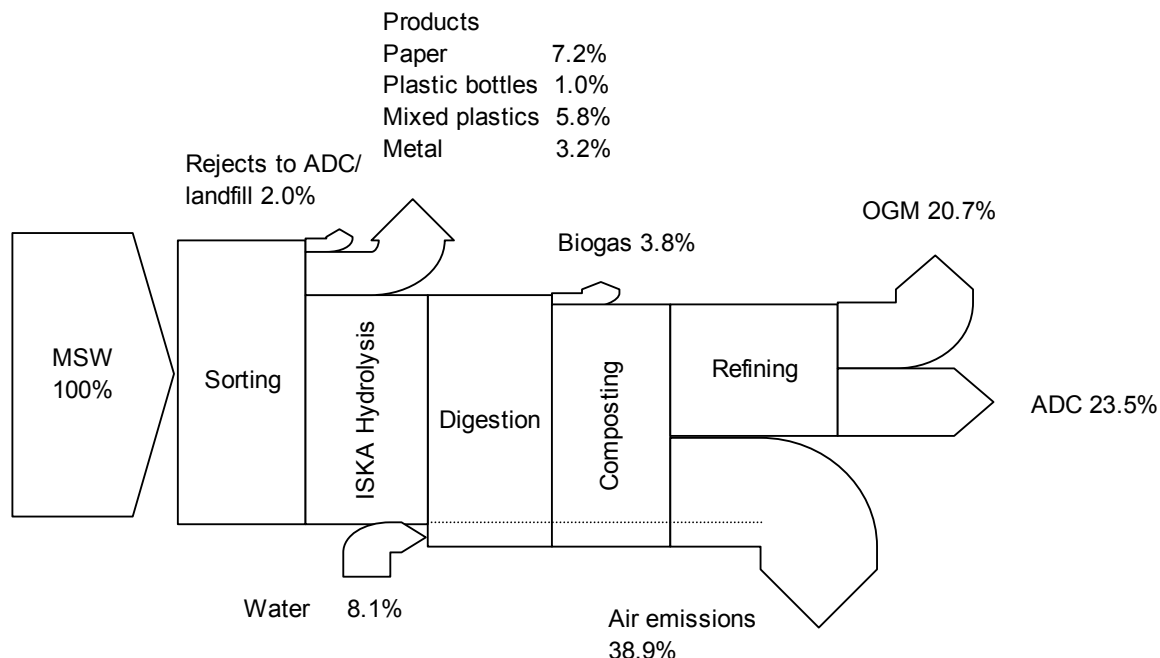 Products
Paper 7.2%
Plastic bottles 1.0%
Mixed plastics 5.8%
Metal 3.2%
Rejects to ADC/
landfill 2.0%
OGM 20.7%
Biogas 3.8%
MSW
100%
Sorting
ISKA Hydrolysis
Digestion
Composting
Refining
ADC 23.5%
Water 8.1%
Air emissions
38.9%